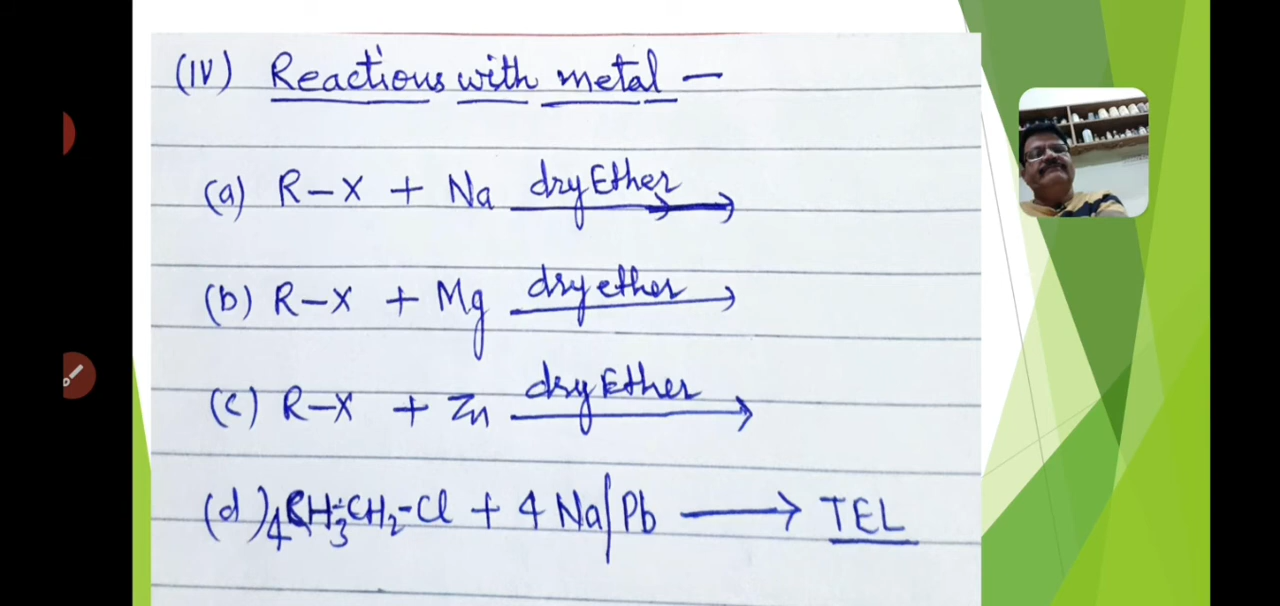 (IV) Reactions with metal —
(a) R-X + Na dry Ether →
(b) R-X + Mg dry ether →
(c) R-X + Zn dry Ether →
(d) 4CH₃-CH₂-Cl + 4 Na/Pb → TEL